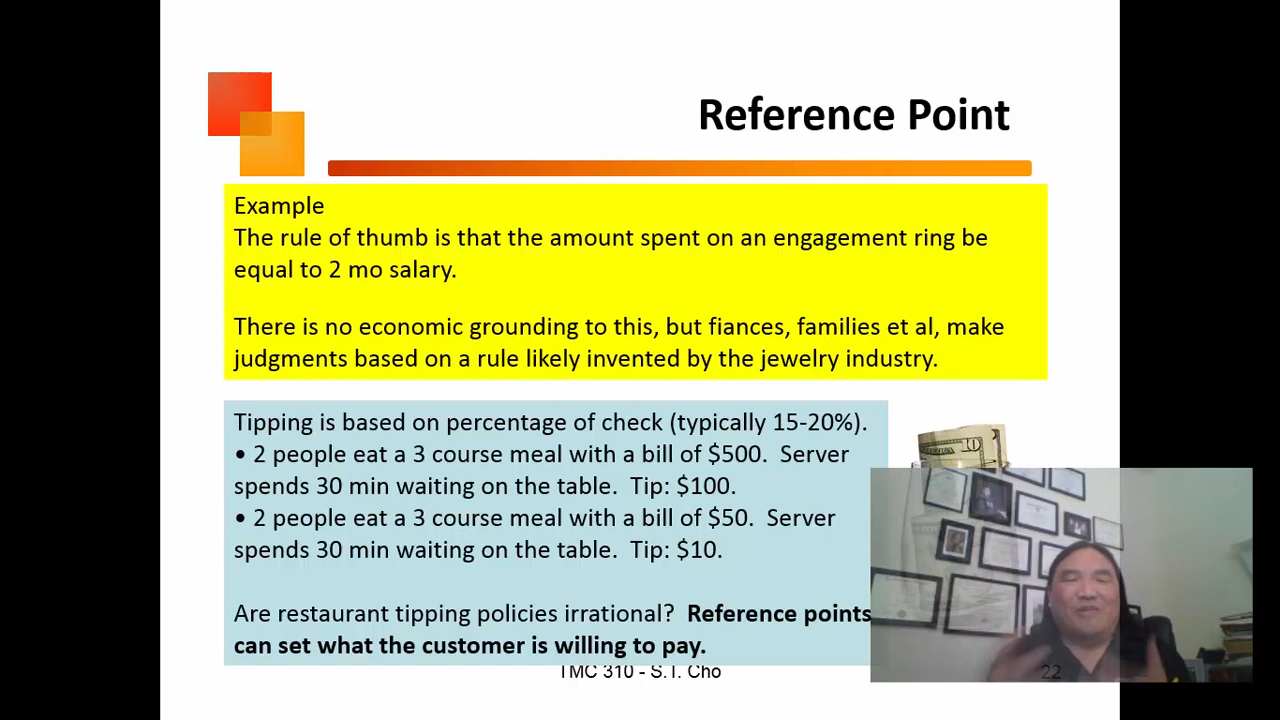 Reference Point
Example
The rule of thumb is that the amount spent on an engagement ring be
equal to 2 mo salary.
There is no economic grounding to this, but fiances, families et al, make
judgments based on a rule likely invented by the jewelry industry.
Tipping is based on percentage of check (typically 15-20%).
• 2 people eat a 3 course meal with a bill of $500.  Server
spends 30 min waiting on the table.  Tip: $100.
• 2 people eat a 3 course meal with a bill of $50.  Server
spends 30 min waiting on the table.  Tip: $10.
Are restaurant tipping policies irrational?  Reference points
can set what the customer is willing to pay.
TMC 310 - S.T. Cho
22
10